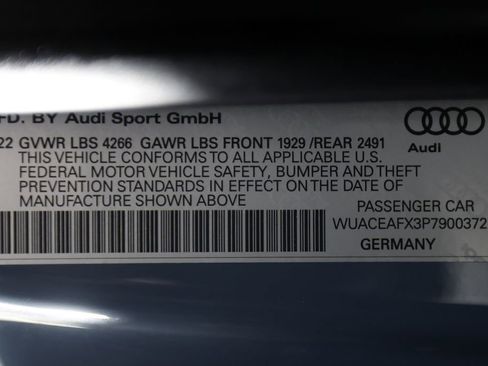 FD. BY Audi Sport GmbH
22 GVWR LBS 4266 GAWR LBS FRONT 1929 /REAR 2491
THIS VEHICLE CONFORMS TO ALL APPLICABLE U.S.
FEDERAL MOTOR VEHICLE SAFETY, BUMPER AND THEFT
PREVENTION STANDARDS IN EFFECT ON THE DATE OF
MANUFACTURE SHOWN ABOVE
Audi
PASSENGER CAR
WUACEAFX3P7900372
GERMANY